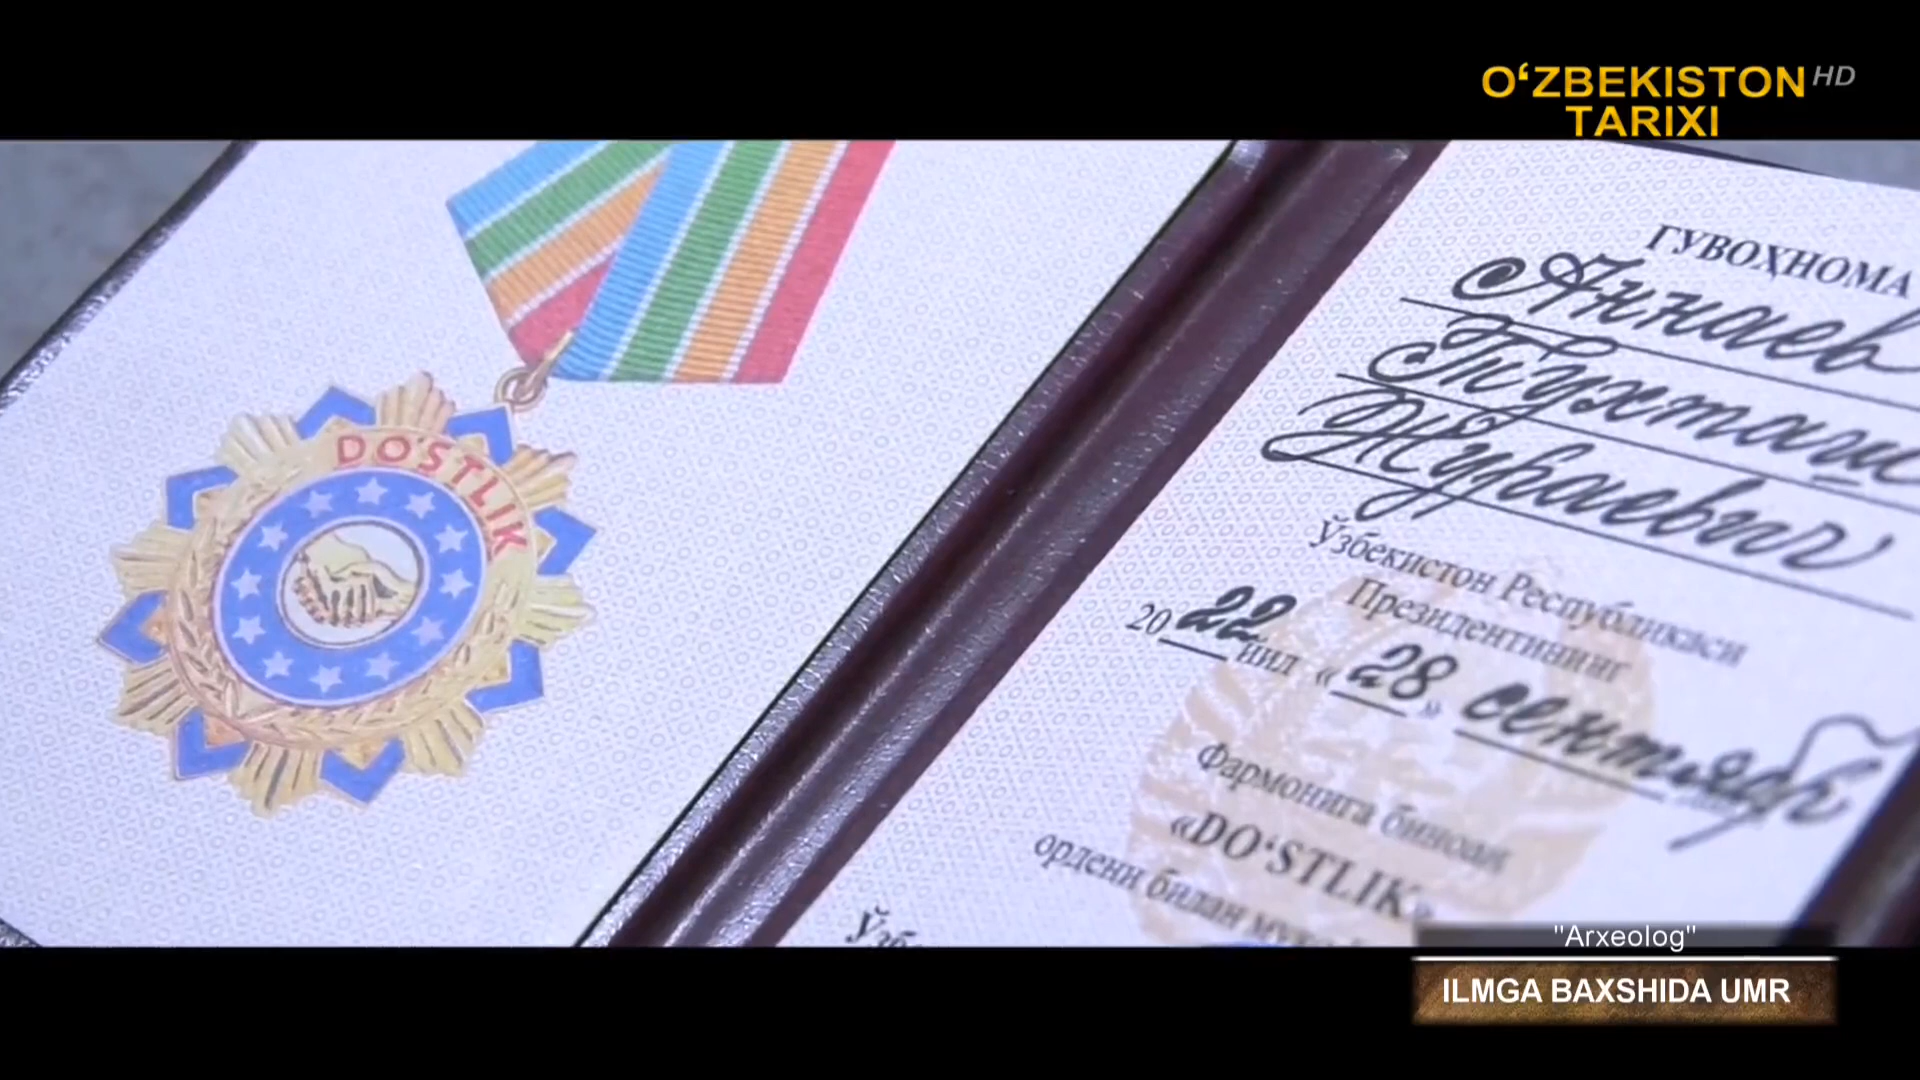 O‘ZBEKISTON HD
TARIXI
DO'STLIK
ГУВОҲНОМА
Аннаев
Тухташ
Жураевич
Ўзбекистон Республикаси
Президентининг
2022 йил «28» сентябр
Фармонига биноан
«DO‘STLIK»
ордени билан
"Arxeolog"
ILMGA BAXSHIDA UMR